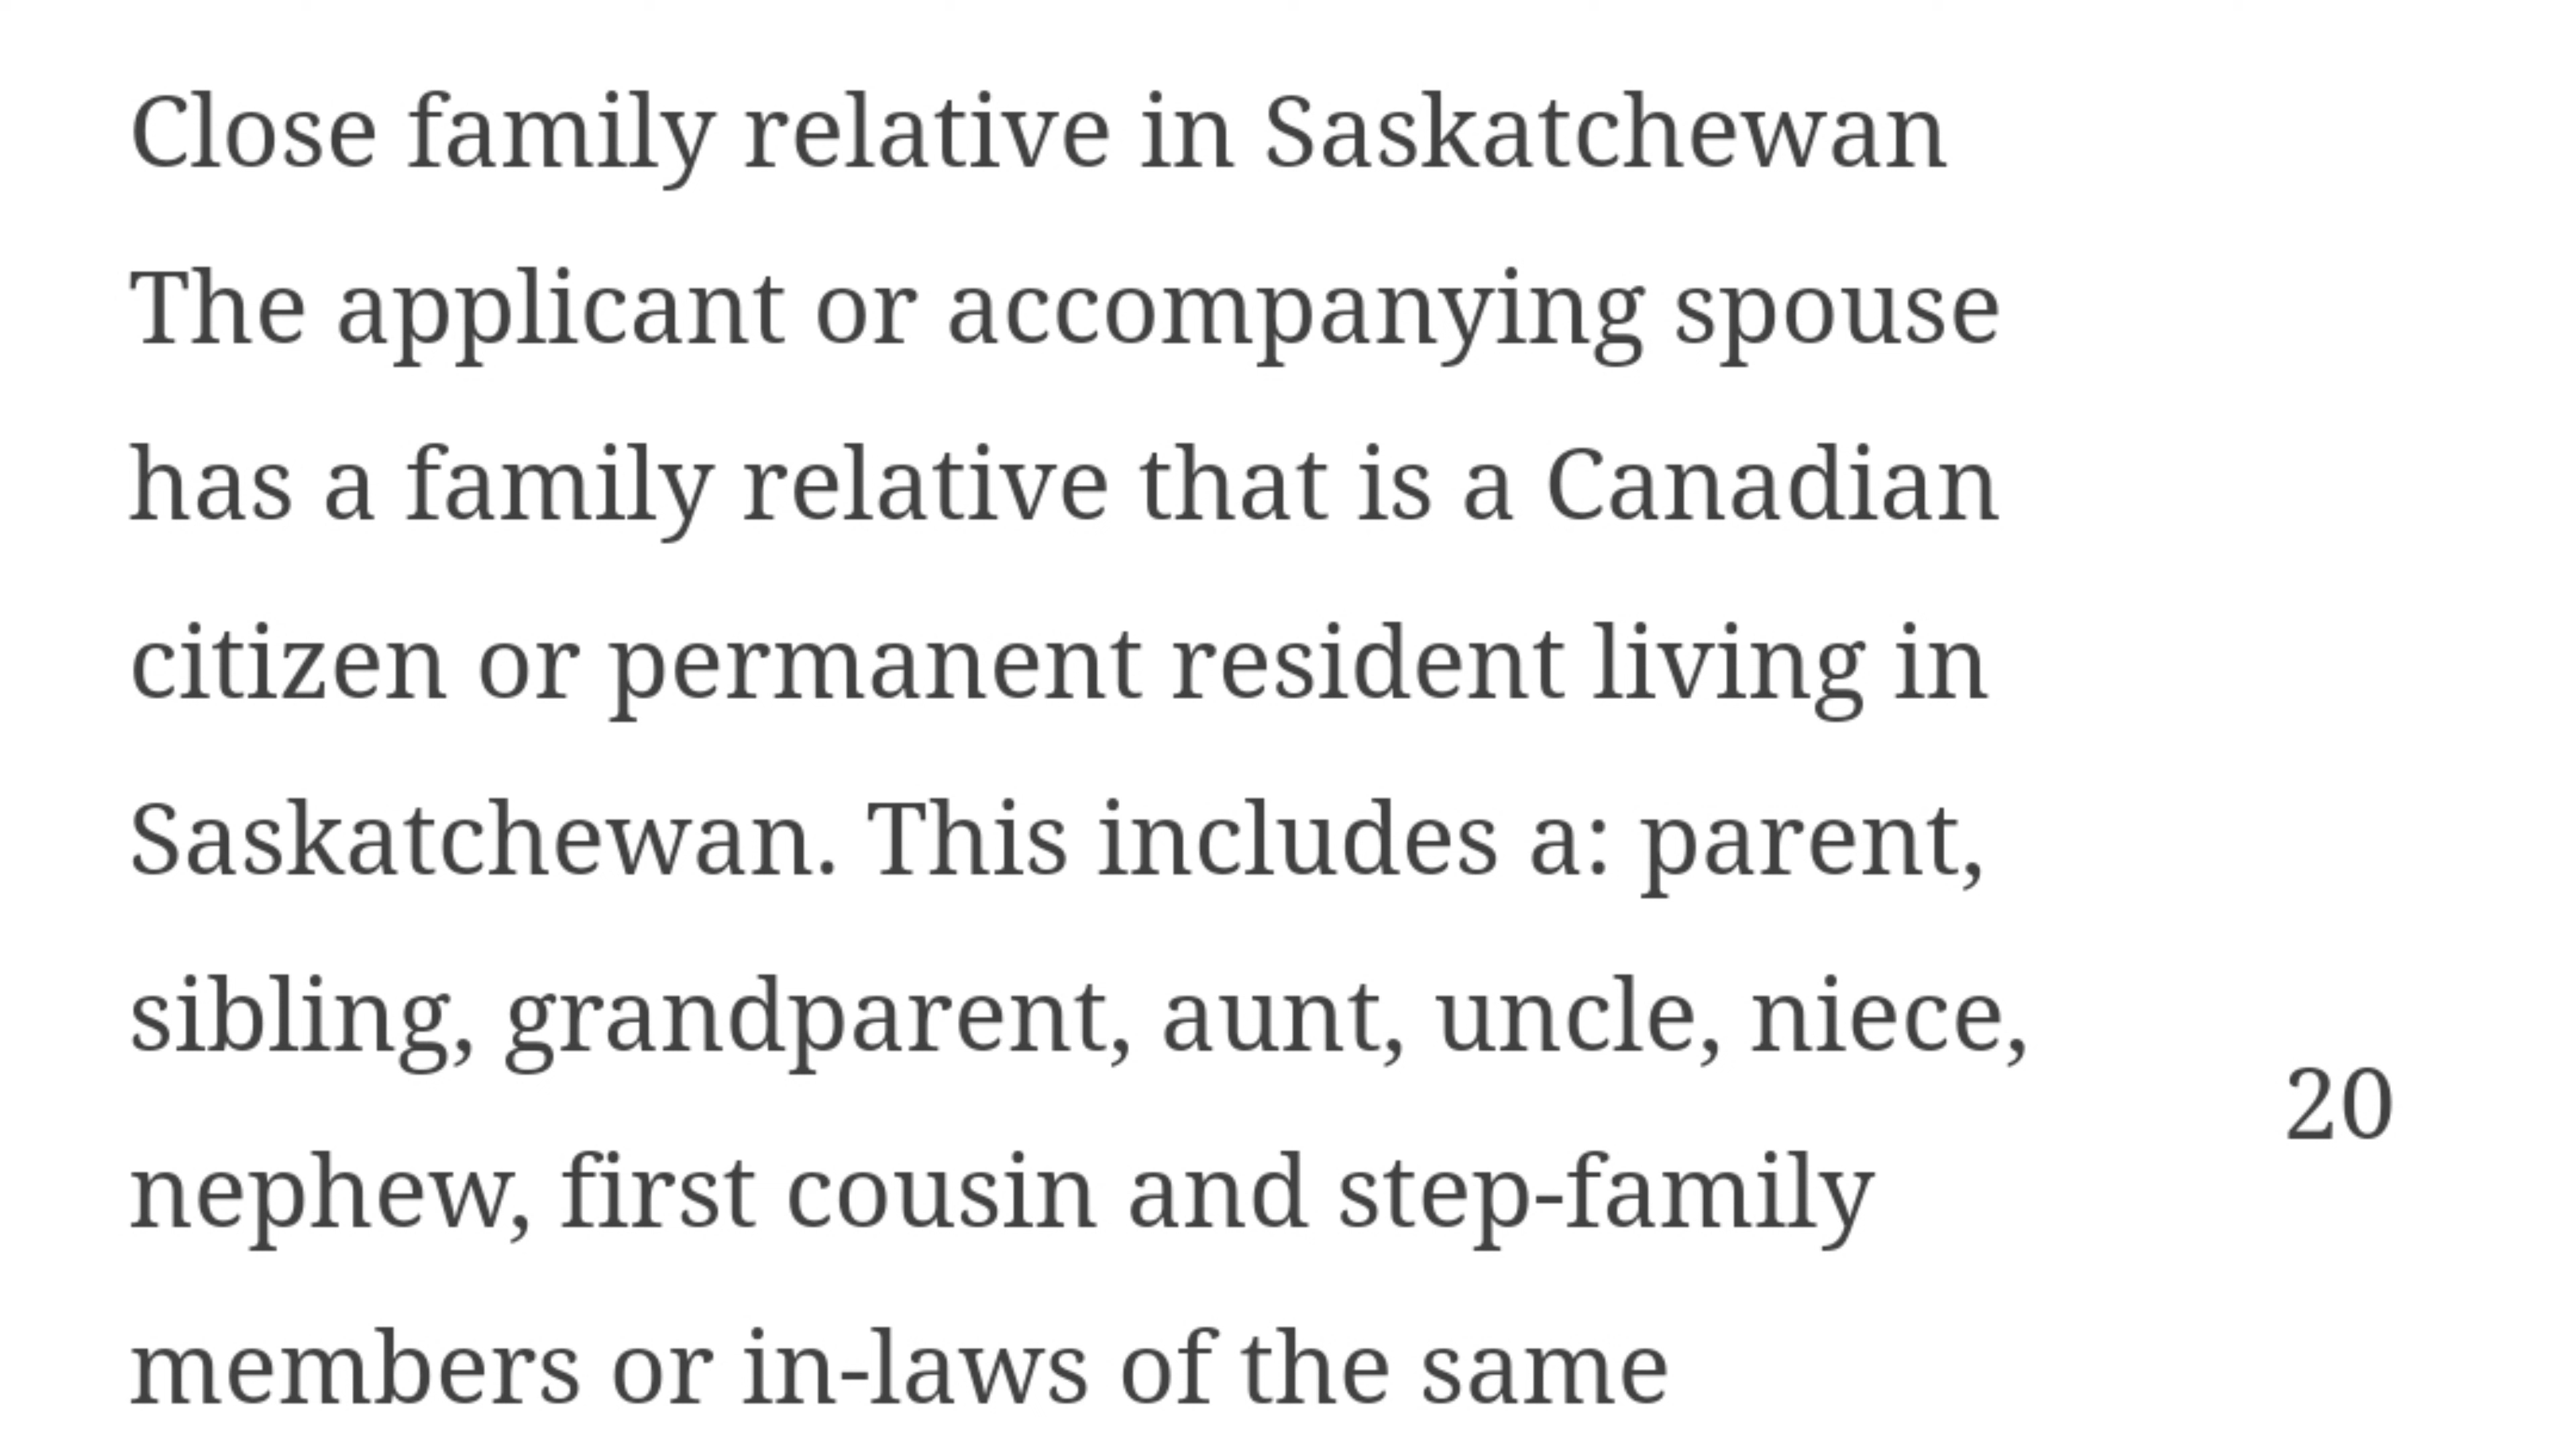 Close family relative in Saskatchewan
The applicant or accompanying spouse
has a family relative that is a Canadian
citizen or permanent resident living in
Saskatchewan. This includes a: parent,
sibling, grandparent, aunt, uncle, niece,
20
nephew, first cousin and step-family
members or in-laws of the same